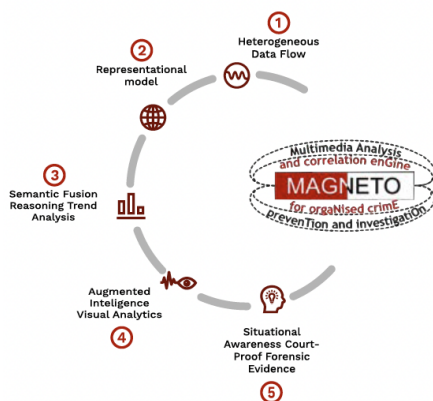 1
Heterogeneous
Data Flow
2
Representational
model
3
Semantic Fusion
Reasoning Trend
Analysis
Augmented
Inteligence
Visual Analytics
4
Situational
Awareness Court-
Proof Forensic
Evidence
5
Multimedia Analysis
and correlation enGine
MAGNETO
for orgaNised crimE
prevenTion and investigatiOn